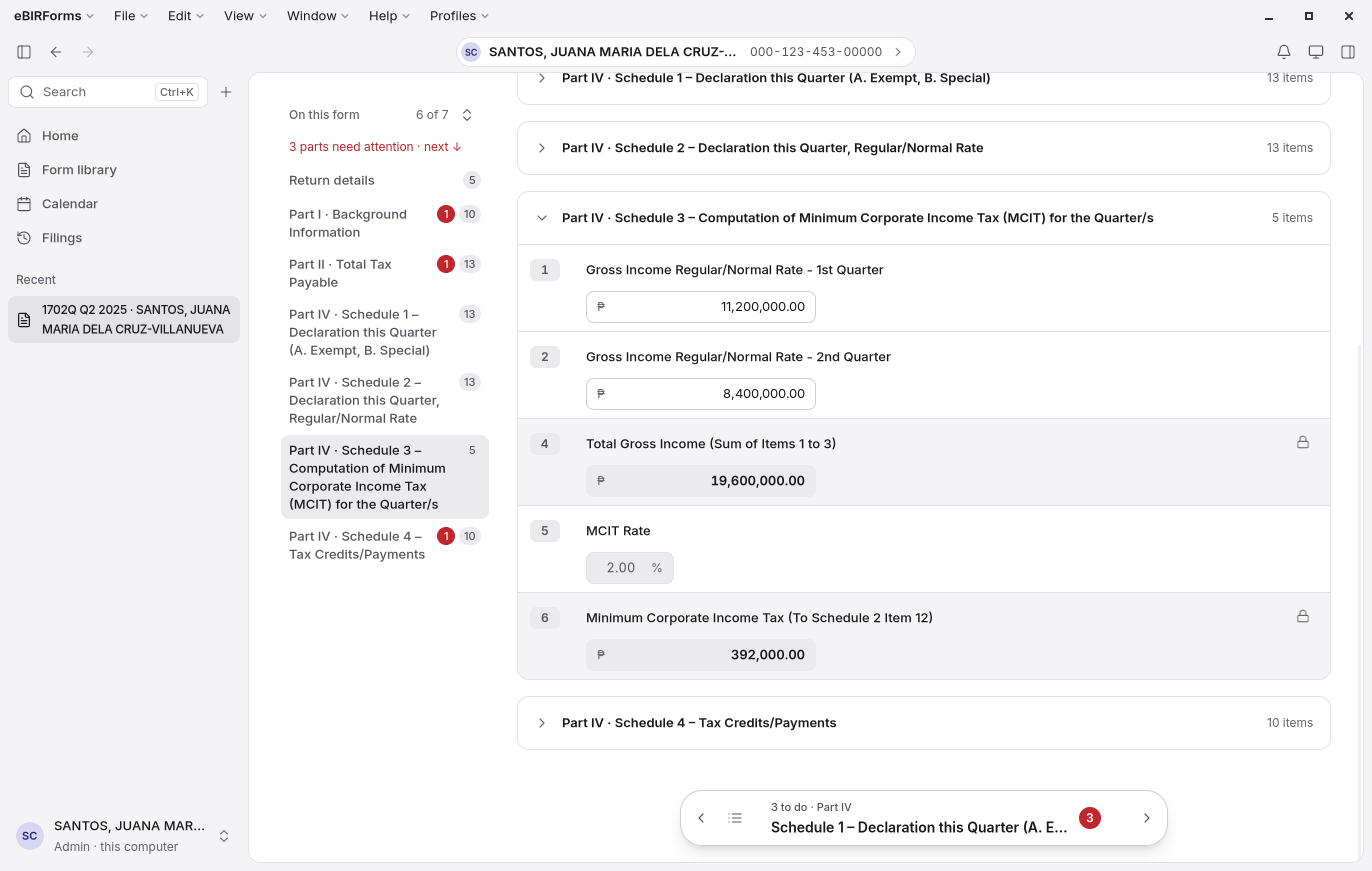 eBIRForms File Edit View Window Help Profiles
SC SANTOS, JUANA MARIA DELA CRUZ-... 000-123-453-00000
Search Ctrl+K
Home
Form library
Calendar
Filings
Recent
1702Q Q2 2025 · SANTOS, JUANA
MARIA DELA CRUZ-VILLANUEVA
SC SANTOS, JUANA MAR...
Admin · this computer
On this form 6 of 7
3 parts need attention · next ↓
Return details 5
Part I · Background 1 10
Information
Part II · Total Tax 1 13
Payable
Part IV · Schedule 1 – 13
Declaration this Quarter
(A. Exempt, B. Special)
Part IV · Schedule 2 – 13
Declaration this Quarter,
Regular/Normal Rate
Part IV · Schedule 3 – 5
Computation of Minimum
Corporate Income Tax
(MCIT) for the Quarter/s
Part IV · Schedule 4 – 1 10
Tax Credits/Payments
Part IV · Schedule 1 – Declaration this Quarter (A. Exempt, B. Special) 13 items
Part IV · Schedule 2 – Declaration this Quarter, Regular/Normal Rate 13 items
Part IV · Schedule 3 – Computation of Minimum Corporate Income Tax (MCIT) for the Quarter/s 5 items
1 Gross Income Regular/Normal Rate - 1st Quarter
₱ 11,200,000.00
2 Gross Income Regular/Normal Rate - 2nd Quarter
₱ 8,400,000.00
4 Total Gross Income (Sum of Items 1 to 3)
₱ 19,600,000.00
5 MCIT Rate
2.00 %
6 Minimum Corporate Income Tax (To Schedule 2 Item 12)
₱ 392,000.00
Part IV · Schedule 4 – Tax Credits/Payments 10 items
3 to do · Part IV
Schedule 1 – Declaration this Quarter (A. E... 3